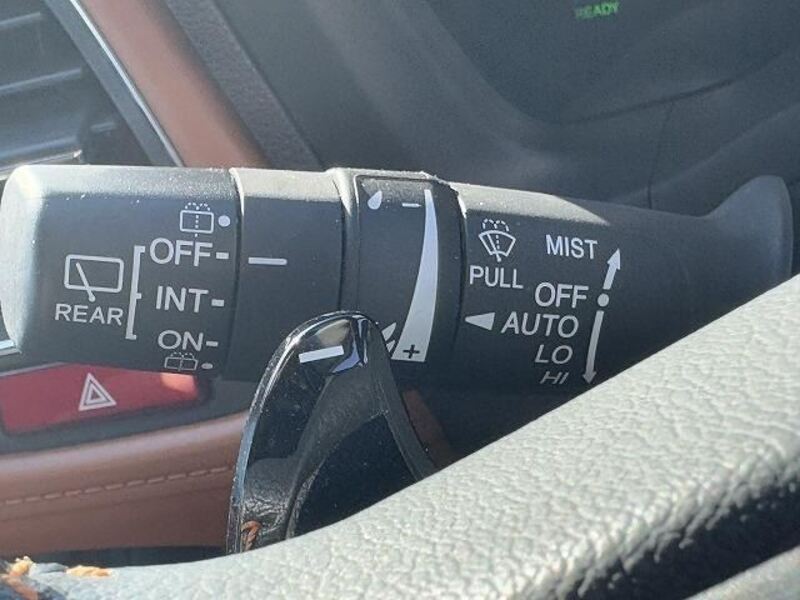 READY
OFF
INT
REAR
ON
- 
+
PULL
MIST
OFF
AUTO
LO
HI